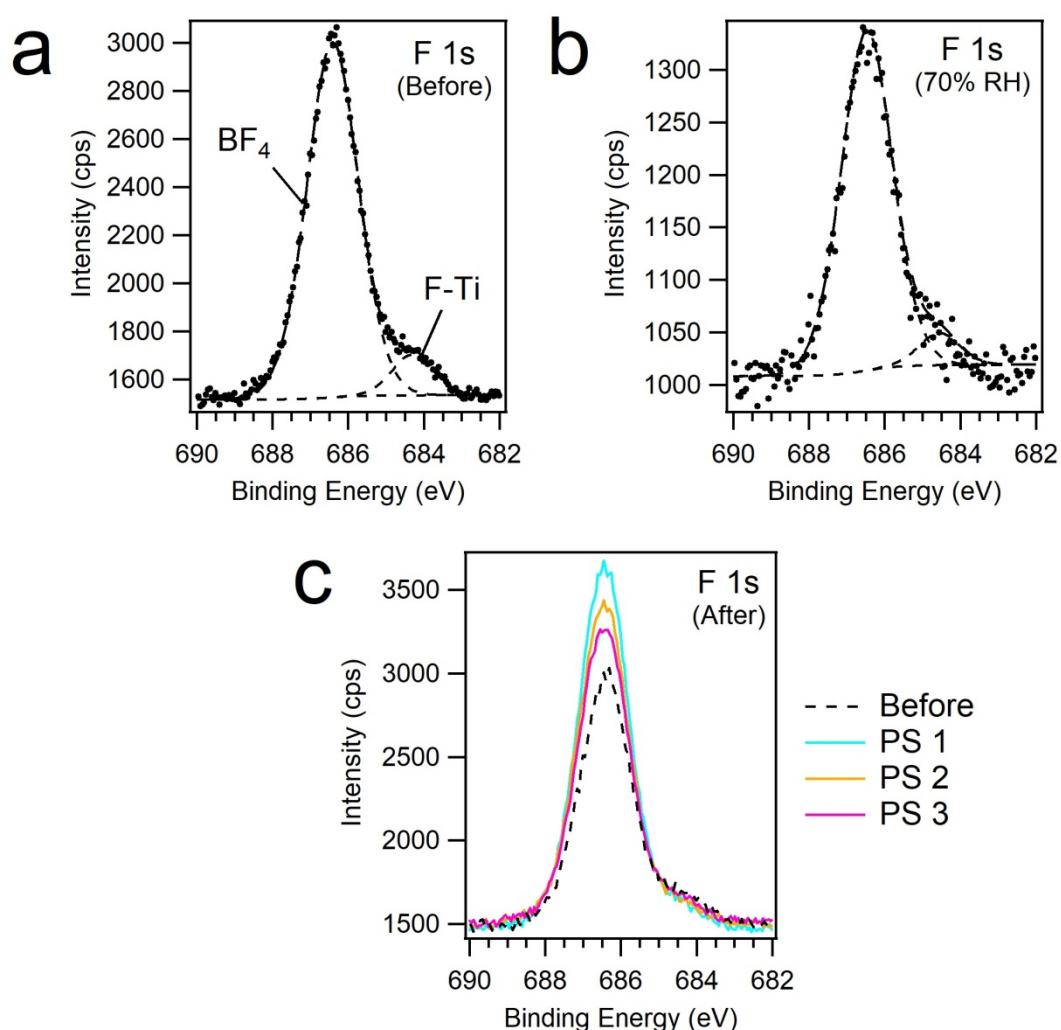 a
F 1s
(Before)
BF₄
F-Ti
3000
2800
2600
2400
2200
2000
1800
1600
Intensity (cps)
690 688 686 684 682
Binding Energy (eV)
b
F 1s
(70% RH)
1300
1250
1200
1150
1100
1050
1000
Intensity (cps)
690 688 686 684 682
Binding Energy (eV)
c
F 1s
(After)
3500
3000
2500
2000
1500
Intensity (cps)
690 688 686 684 682
Binding Energy (eV)
Before
PS 1
PS 2
PS 3